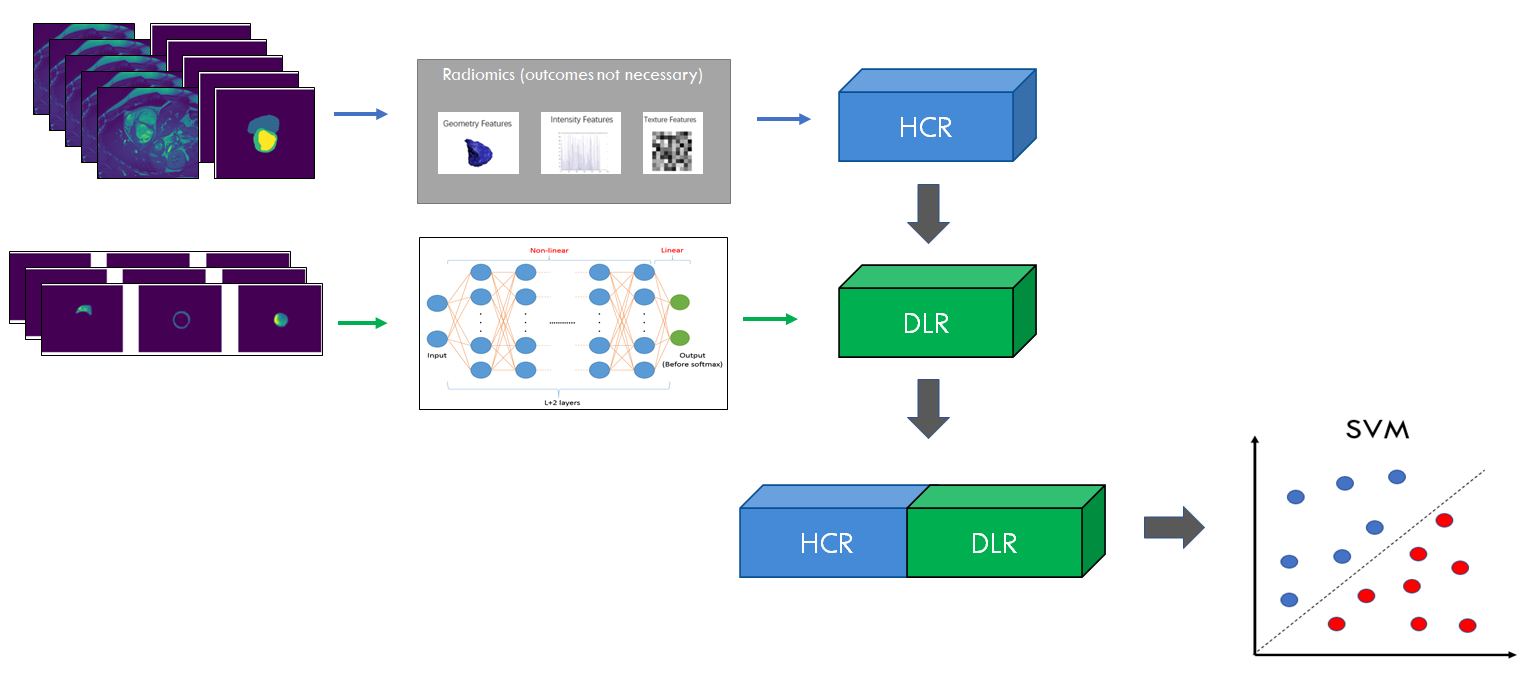 Radiomics (outcomes not necessary)
Geometry Features
Intensity Features
Texture Features
HCR
Non-linear
Linear
Input
Output
(Before softmax)
L+2 layers
DLR
HCR
DLR
SVM